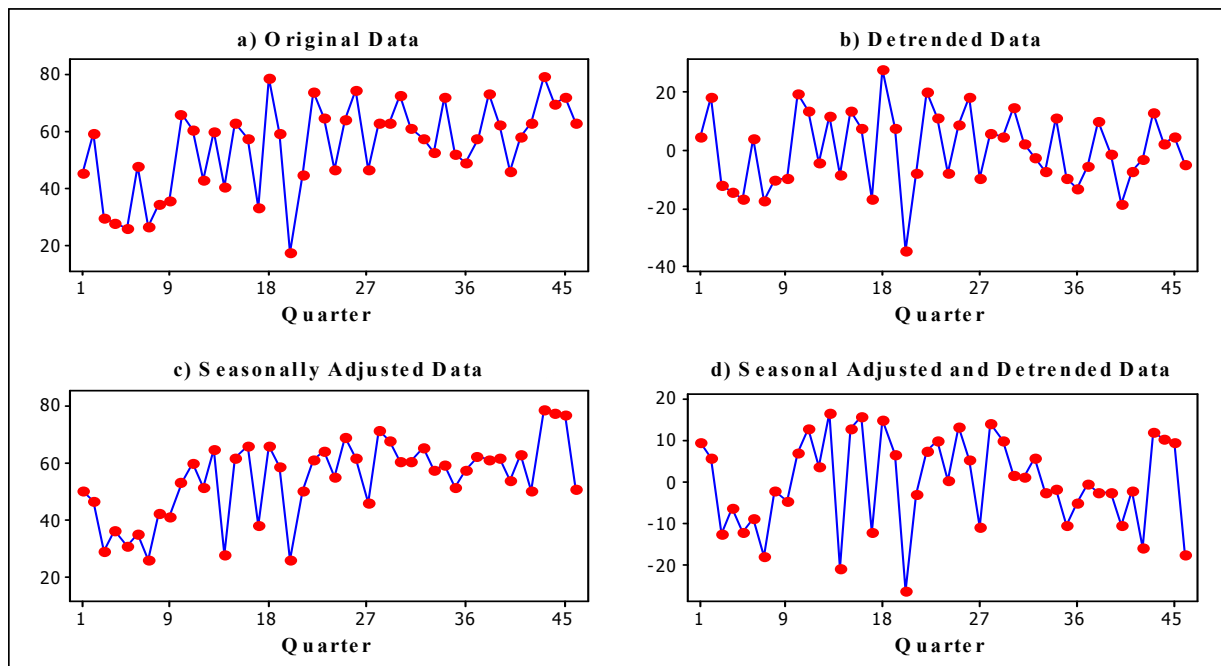 a) Original Data
80
60
40
20
1 9 18 27 36 45
Quarter
b) Detrended Data
20
0
-20
-40
1 9 18 27 36 45
Quarter
c) Seasonally Adjusted Data
80
60
40
20
1 9 18 27 36 45
Quarter
d) Seasonal Adjusted and Detrended Data
20
10
0
-10
-20
1 9 18 27 36 45
Quarter